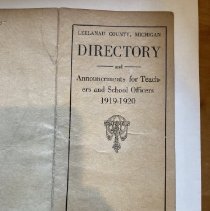 LEELANAU COUNTY, MICHIGAN
DIRECTORY
and
Announcements for Teach-
ers and School Officers
1919-1920